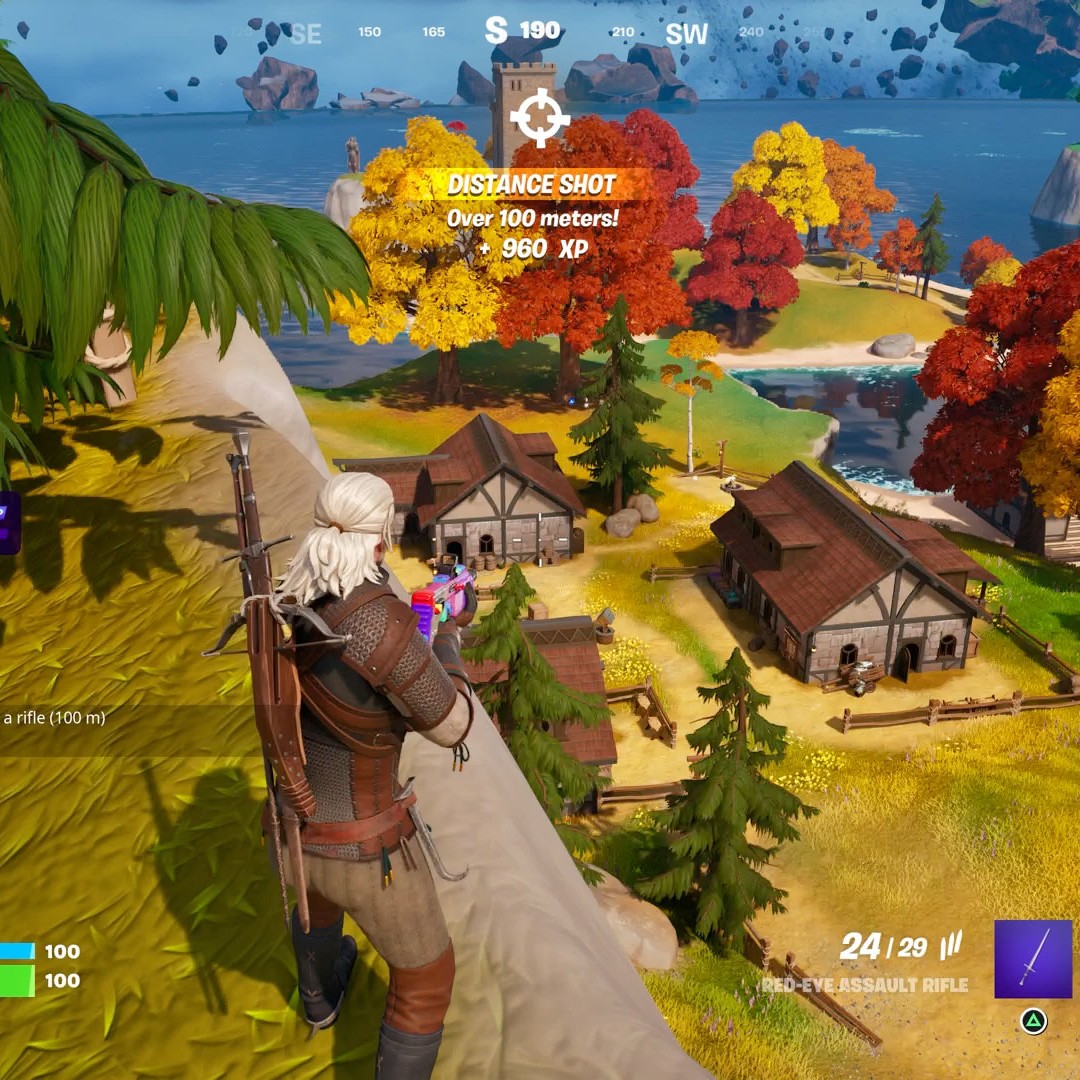 SE 150 165 S 190 210 SW 240
DISTANCE SHOT
Over 100 meters!
+ 960 XP
a rifle (100 m)
100
100
24 / 29
RED-EYE ASSAULT RIFLE